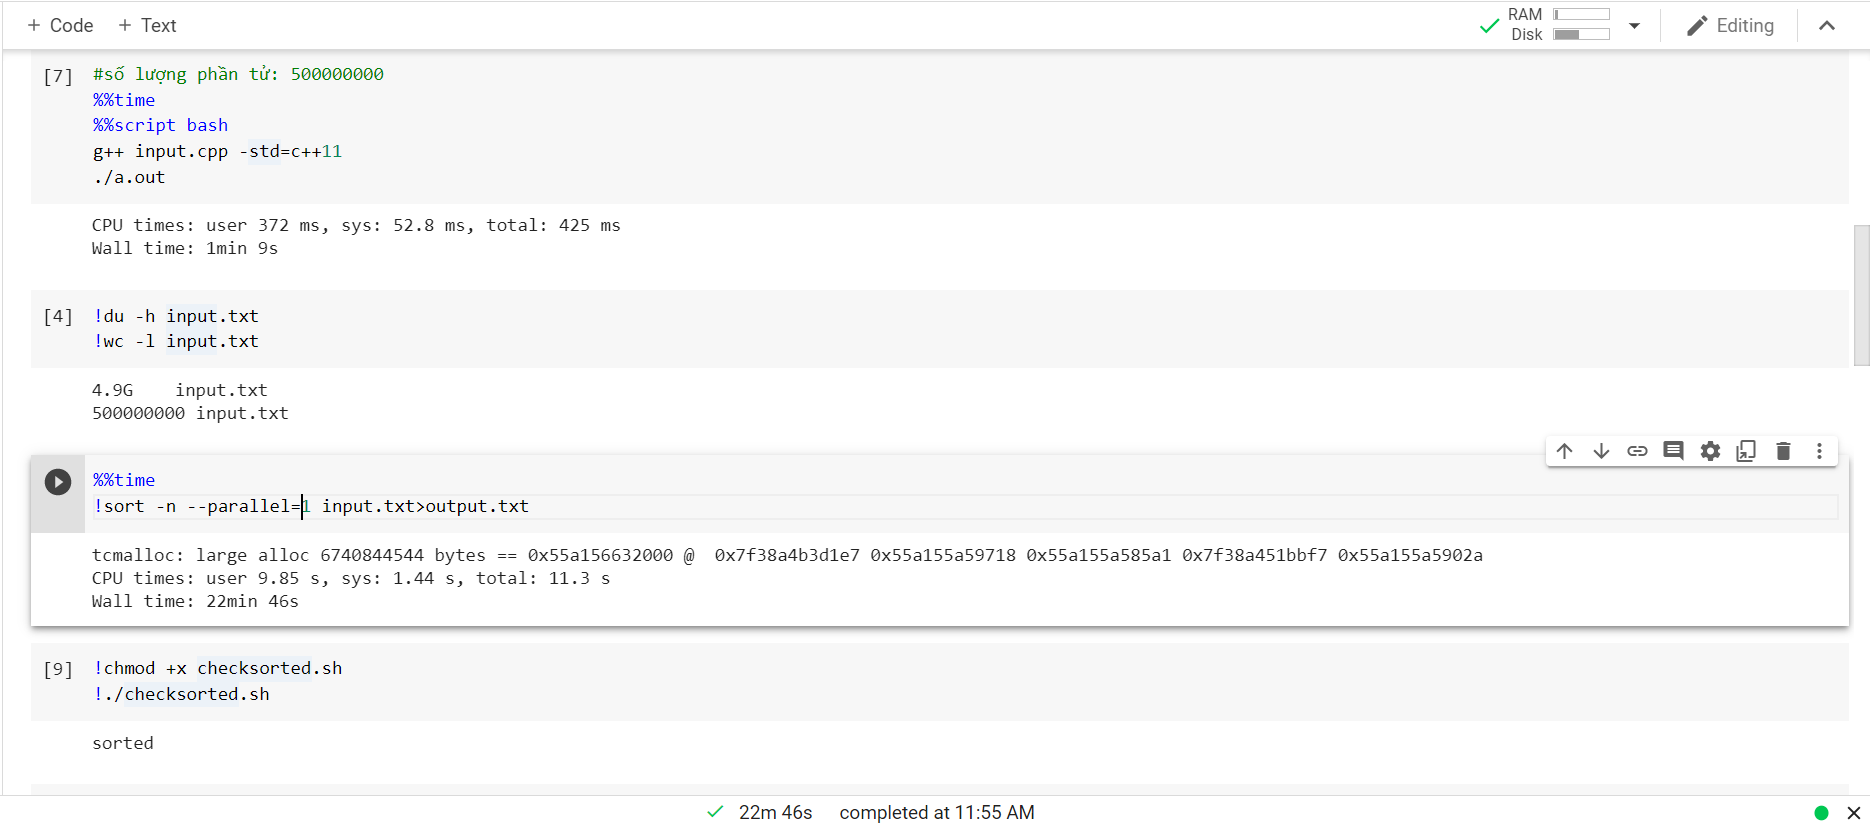 + Code + Text
RAM
Disk
Editing
[7] #số lượng phần tử: 500000000
%%time
%%script bash
g++ input.cpp -std=c++11
./a.out
CPU times: user 372 ms, sys: 52.8 ms, total: 425 ms
Wall time: 1min 9s
[4] !du -h input.txt
!wc -l input.txt
4.9G input.txt
500000000 input.txt
%%time
!sort -n --parallel=1 input.txt>output.txt
tcmalloc: large alloc 6740844544 bytes == 0x55a156632000 @ 0x7f38a4b3d1e7 0x55a155a59718 0x55a155a585a1 0x7f38a451bbf7 0x55a155a5902a
CPU times: user 9.85 s, sys: 1.44 s, total: 11.3 s
Wall time: 22min 46s
[9] !chmod +x checksorted.sh
!./checksorted.sh
sorted
22m 46s completed at 11:55 AM